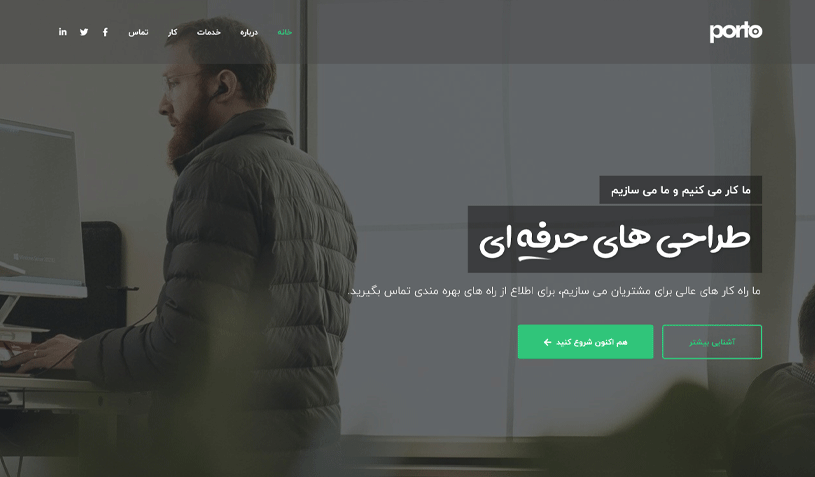 porto
خانه درباره خدمات کار تماس
ما کار می کنیم و ما می سازیم
طراحی های حرفه ای
ما راه کار های عالی برای مشتریان می سازیم، برای اطلاع از راه های بهره مندی تماس بگیرید.
آشنایی بیشتر
هم اکنون شروع کنید